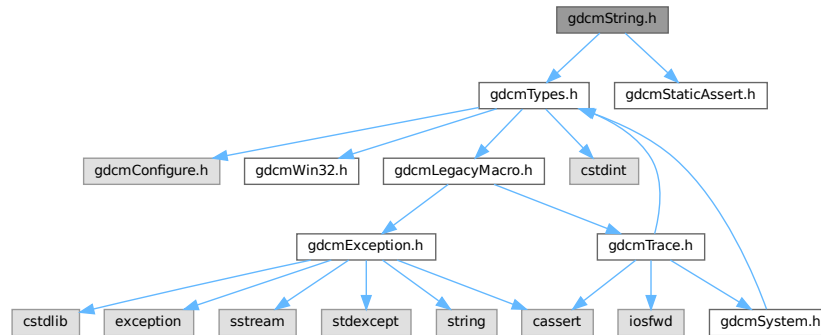 gdcmString.h
gdcmTypes.h
gdcmStaticAssert.h
gdcmConfigure.h
gdcmWin32.h
gdcmLegacyMacro.h
cstdint
gdcmException.h
gdcmTrace.h
cstdlib
exception
sstream
stdexcept
string
cassert
iosfwd
gdcmSystem.h